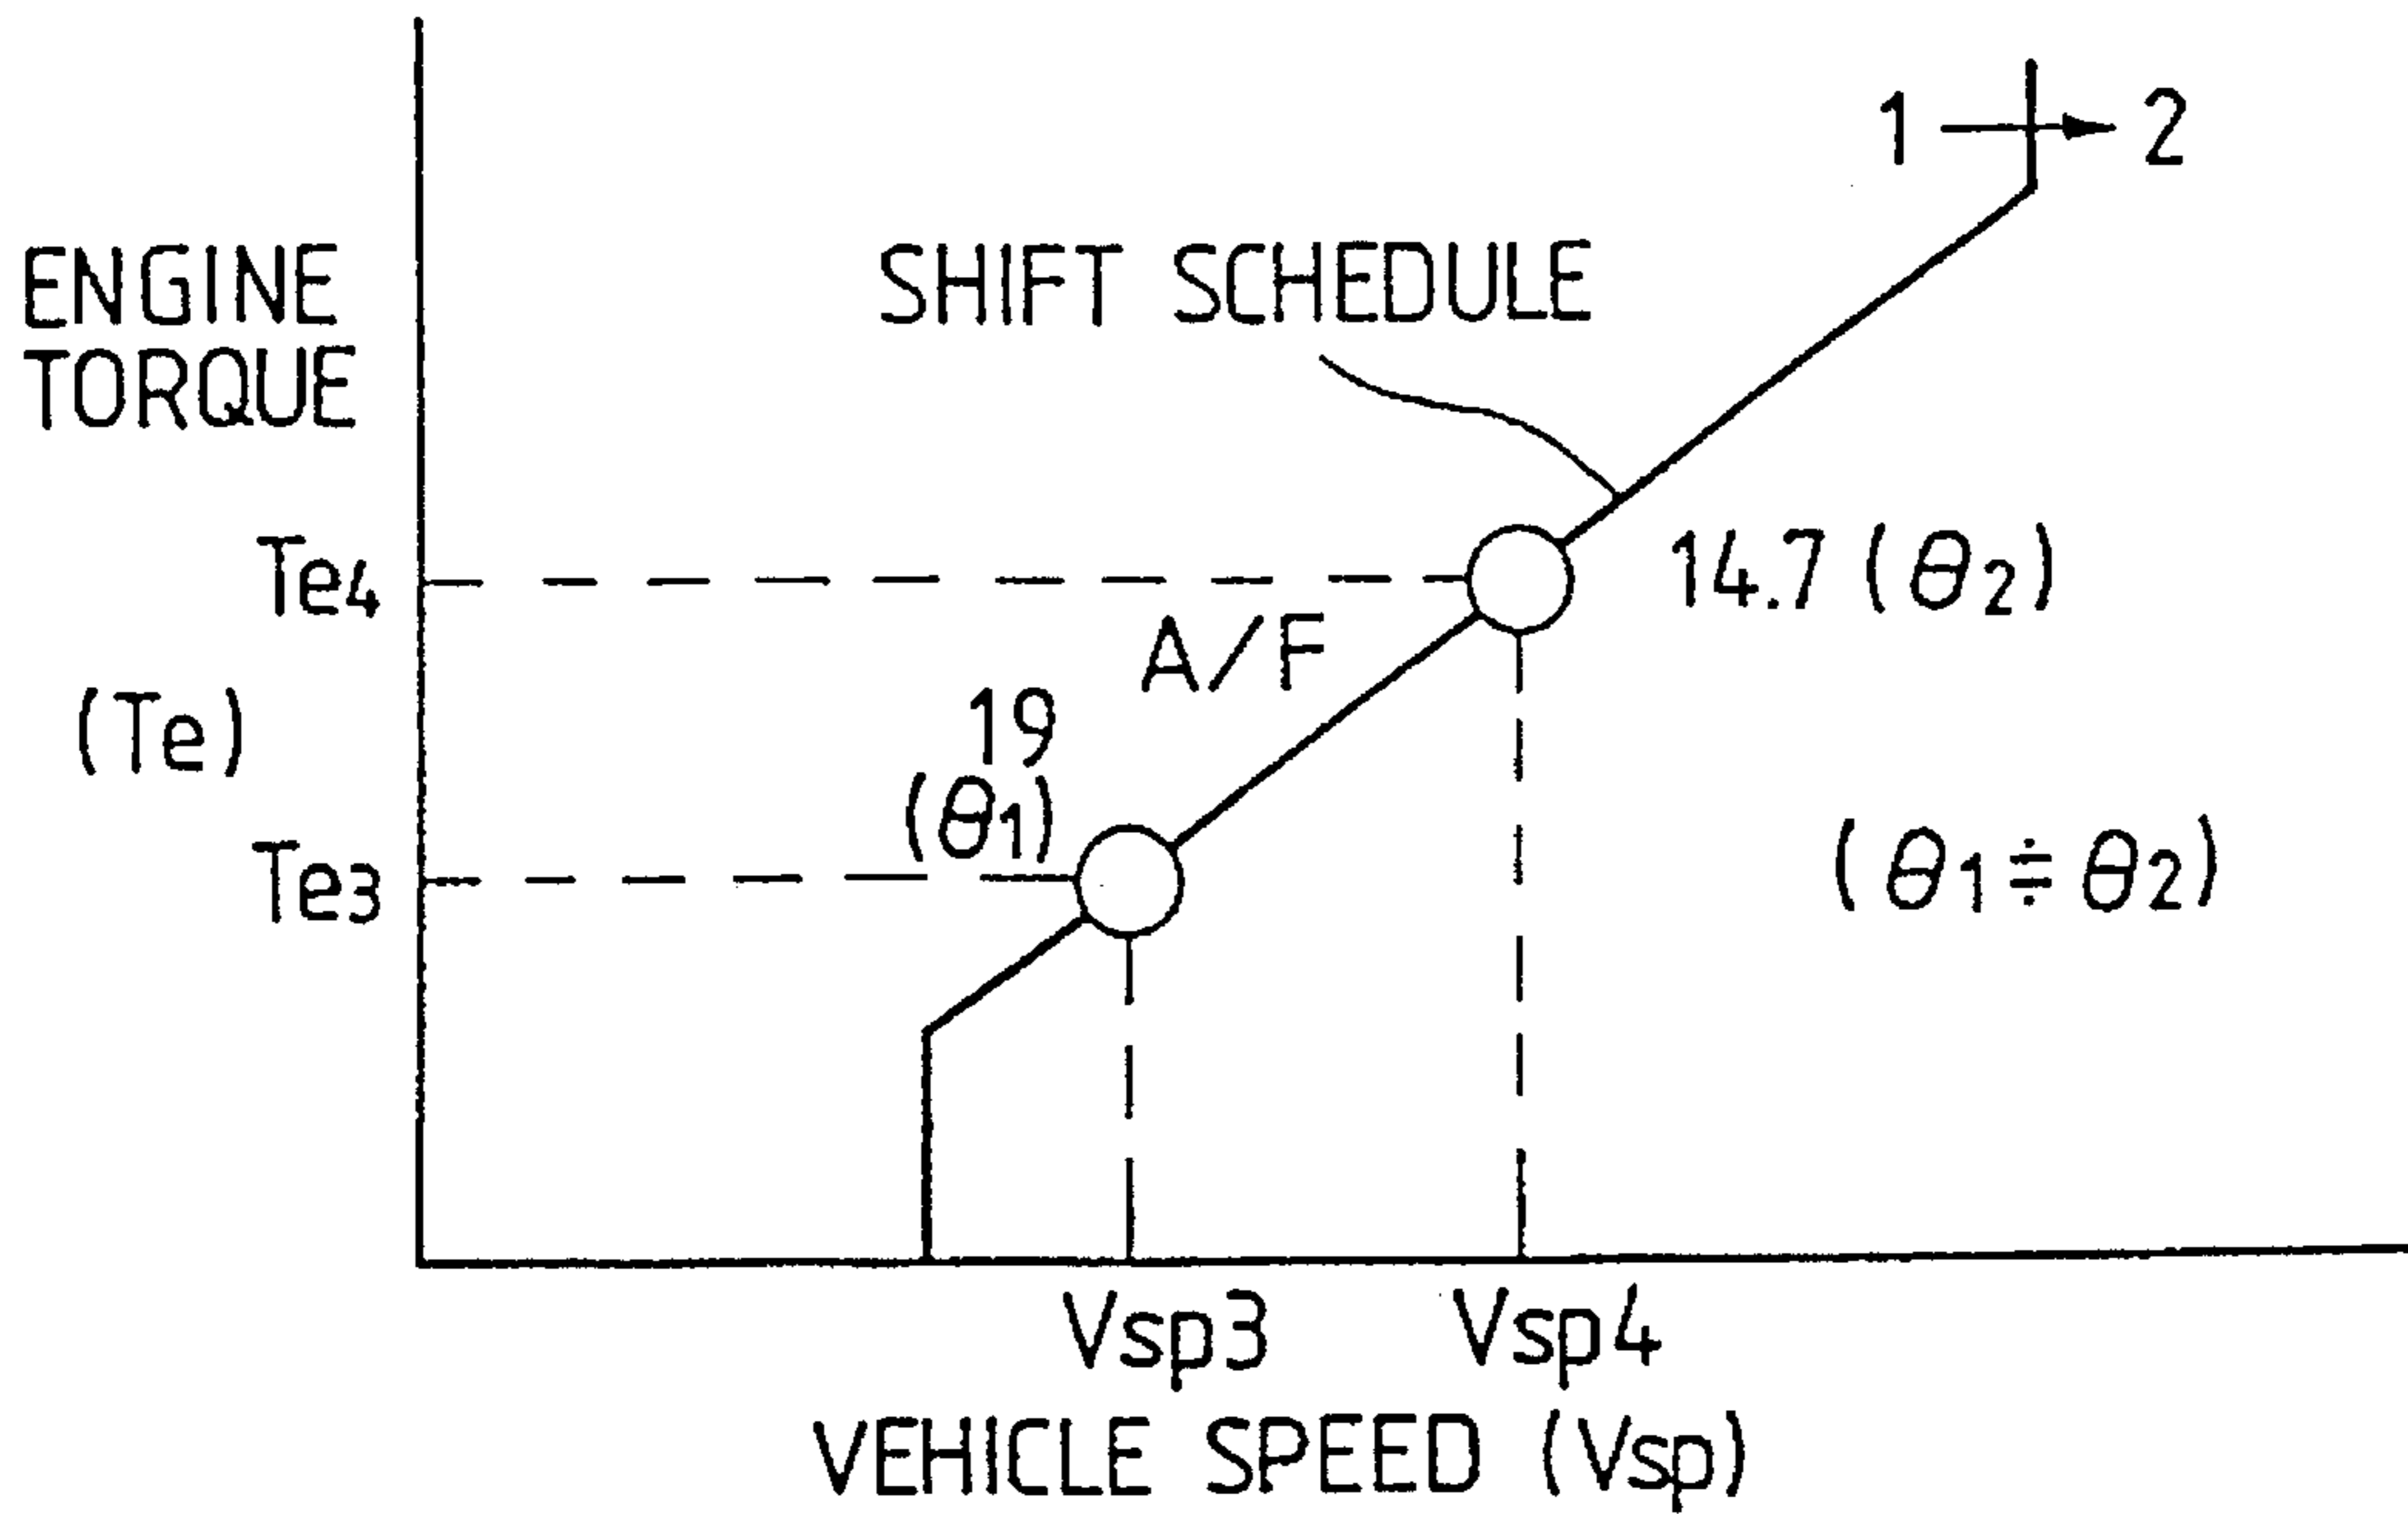 1 → 2
ENGINE
TORQUE
SHIFT SCHEDULE
Te4
14.7 (θ2)
A/F
19
(θ1)
(Te)
Te3
(θ1≑θ2)
Vsp3
Vsp4
VEHICLE SPEED (Vsp)